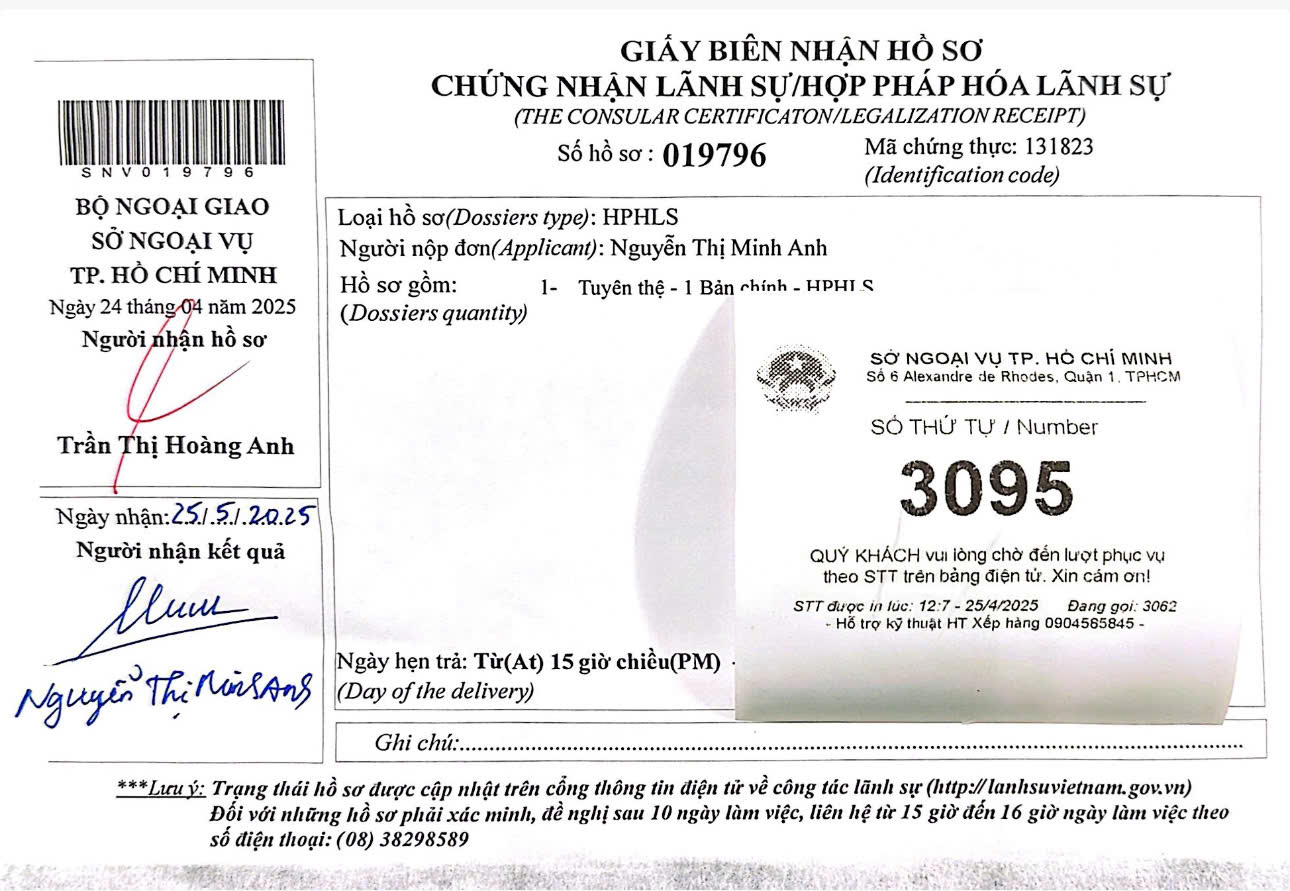 GIẤY BIÊN NHẬN HỒ SƠ
CHỨNG NHẬN LÃNH SỰ/HỢP PHÁP HÓA LÃNH SỰ
(THE CONSULAR CERTIFICATON/LEGALIZATION RECEIPT)
Số hồ sơ : 019796
Mã chứng thực: 131823
(Identification code)
SNV019796
BỘ NGOẠI GIAO
SỞ NGOẠI VỤ
TP. HỒ CHÍ MINH
Ngày 24 tháng 04 năm 2025
Người nhận hồ sơ
Trần Thị Hoàng Anh
Ngày nhận: 25/5/2025
Người nhận kết quả
Nguyễn Thị Minh Anh
Loại hồ sơ(Dossiers type): HPHLS
Người nộp đơn(Applicant): Nguyễn Thị Minh Anh
Hồ sơ gồm: 1- Tuyên thệ - 1 Bản chính - HPHLS
(Dossiers quantity)
SỞ NGOẠI VỤ TP. HỒ CHÍ MINH
Số 6 Alexandre de Rhodes, Quận 1, TPHCM
SỐ THỨ TỰ / Number
3095
QUÝ KHÁCH vui lòng chờ đến lượt phục vụ
theo STT trên bảng điện tử. Xin cám ơn!
STT được in lúc: 12:7 - 25/4/2025 Đang gọi: 3062
- Hỗ trợ kỹ thuật HT Xếp hàng 0904565845 -
Ngày hẹn trả: Từ(At) 15 giờ chiều(PM)
(Day of the delivery)
Ghi chú:
***Lưu ý: Trạng thái hồ sơ được cập nhật trên cổng thông tin điện tử về công tác lãnh sự (http://lanhsuvietnam.gov.vn)
Đối với những hồ sơ phải xác minh, đề nghị sau 10 ngày làm việc, liên hệ từ 15 giờ đến 16 giờ ngày làm việc theo
số điện thoại: (08) 38298589